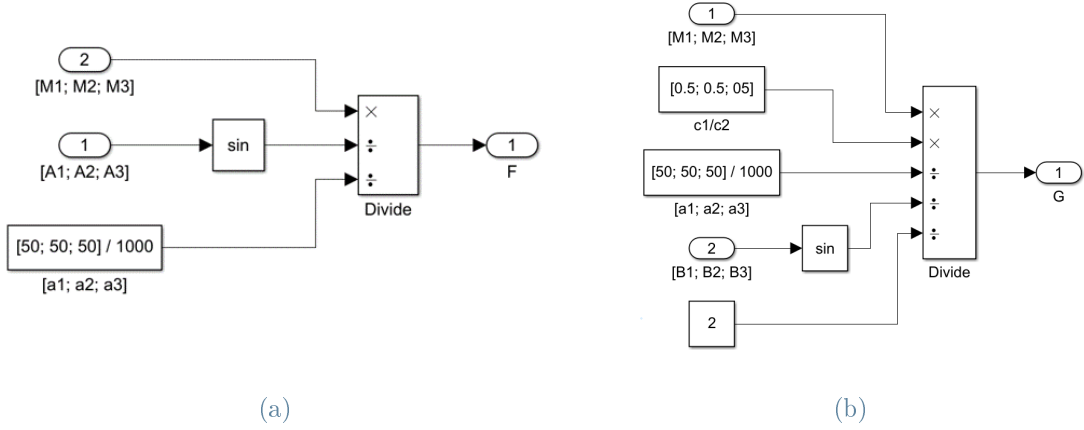 2
[M1; M2; M3]
×
1
[A1; A2; A3]
sin
÷
÷
1
F
Divide
[50; 50; 50] / 1000
[a1; a2; a3]
(a)
1
[M1; M2; M3]
[0.5; 0.5; 05]
c1/c2
×
×
[50; 50; 50] / 1000
[a1; a2; a3]
÷
÷
÷
1
G
2
[B1; B2; B3]
sin
Divide
2
(b)